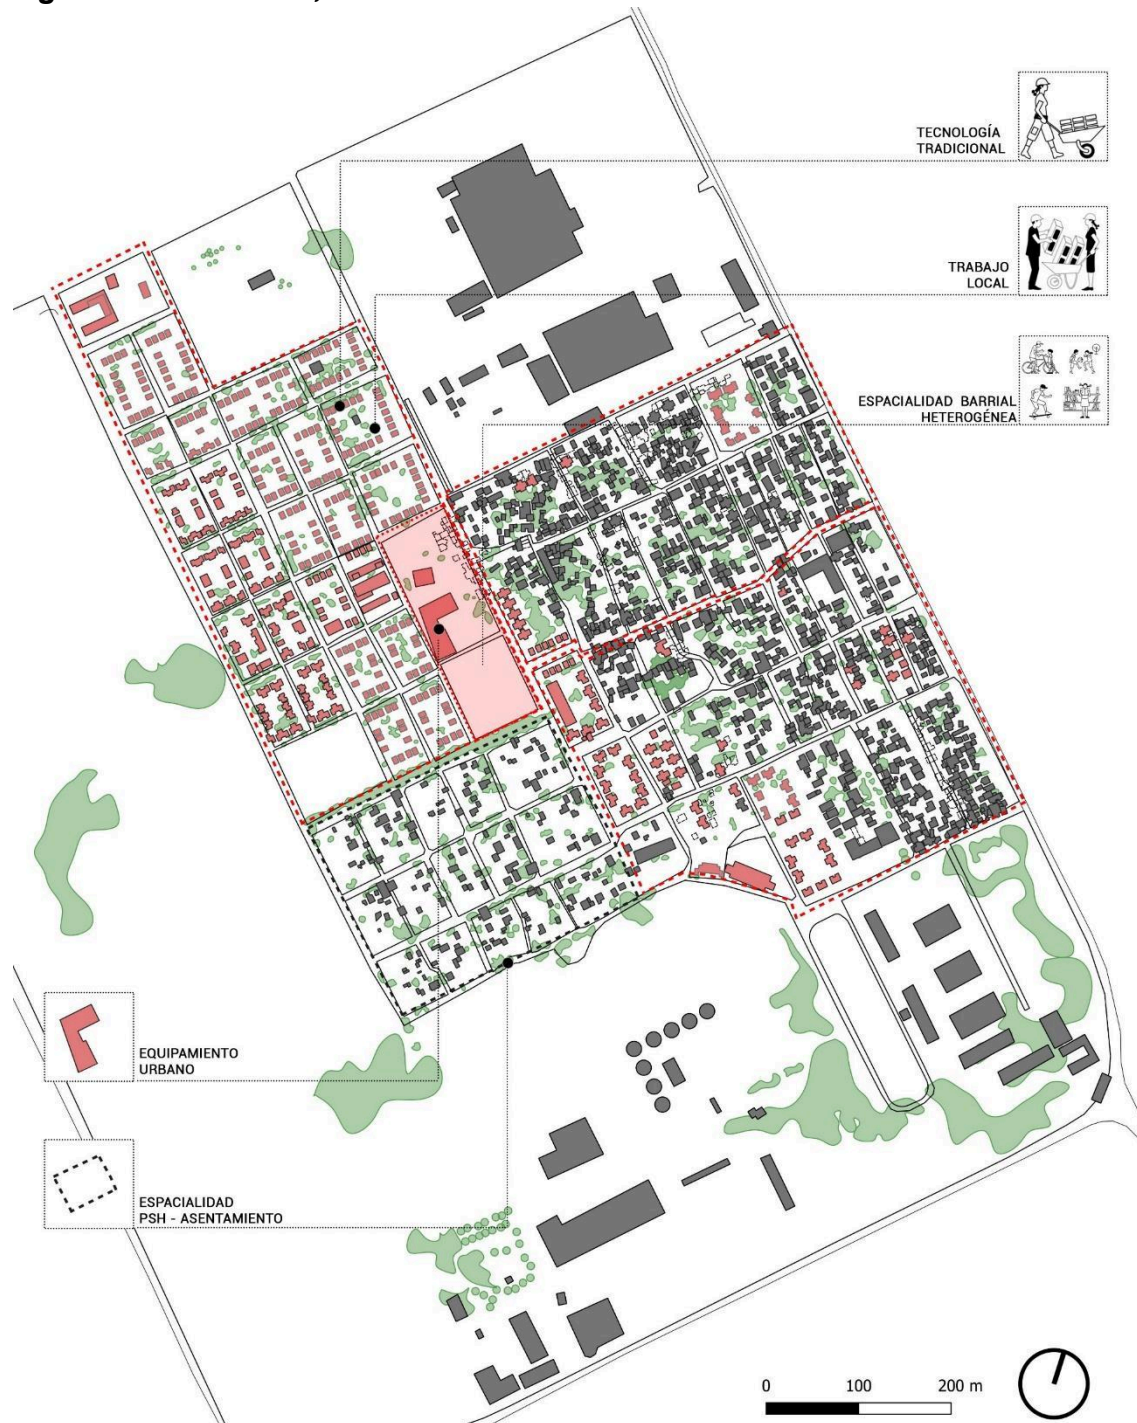 TECNOLOGÍA
TRADICIONAL
TRABAJO
LOCAL
ESPACIALIDAD BARRIAL
HETEROGÉNEA
EQUIPAMIENTO
URBANO
ESPACIALIDAD
PSH - ASENTAMIENTO
0 100 200 m